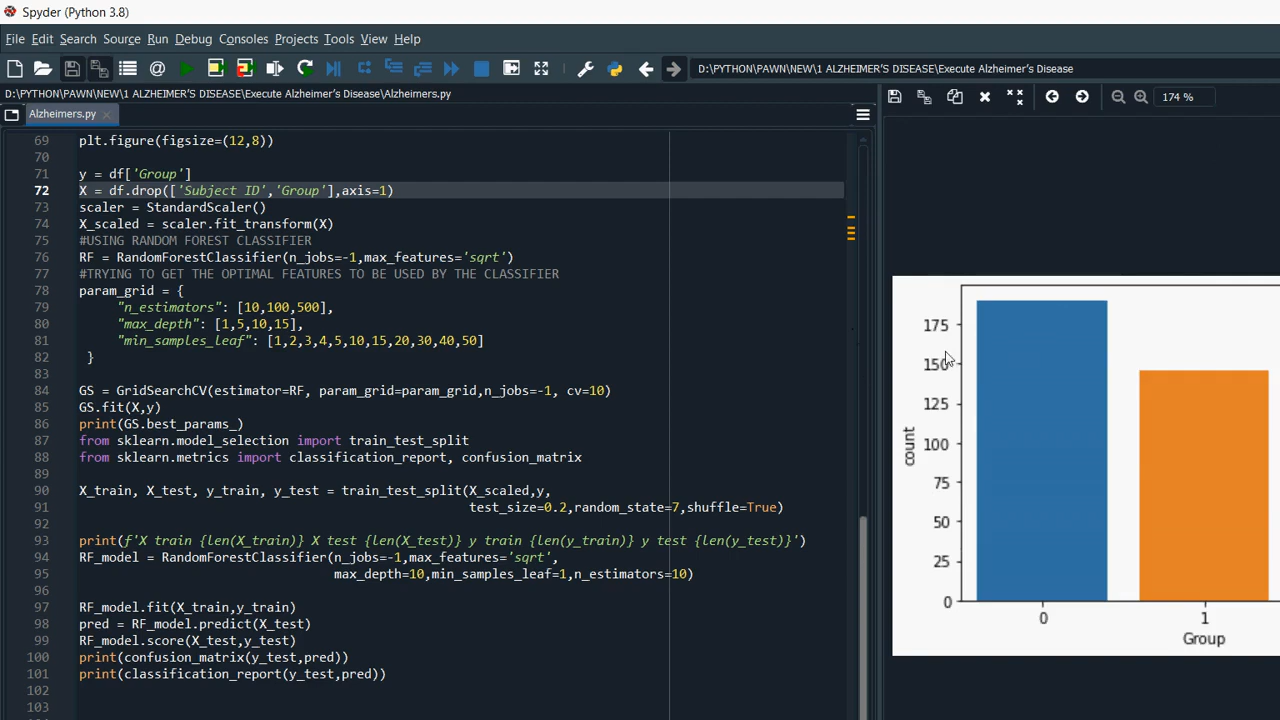 Spyder (Python 3.8)
File Edit Search Source Run Debug Consoles Projects Tools View Help
D:\PYTHON\PAWN\NEW\1 ALZHEIMER'S DISEASE\Execute Alzheimer's Disease
D:\PYTHON\PAWN\NEW\1 ALZHEIMER'S DISEASE\Execute Alzheimer's Disease\Alzheimers.py
Alzheimers.py
174 %
69 plt.figure(figsize=(12,8))
70
71 y = df['Group']
72 X = df.drop(['Subject ID','Group'],axis=1)
73 scaler = StandardScaler()
74 X_scaled = scaler.fit_transform(X)
75 #USING RANDOM FOREST CLASSIFIER
76 RF = RandomForestClassifier(n_jobs=-1,max_features='sqrt')
77 #TRYING TO GET THE OPTIMAL FEATURES TO BE USED BY THE CLASSIFIER
78 param_grid = {
79 "n_estimators": [10,100,500],
80 "max_depth": [1,5,10,15],
81 "min_samples_leaf": [1,2,3,4,5,10,15,20,30,40,50]
82 }
83
84 GS = GridSearchCV(estimator=RF, param_grid=param_grid,n_jobs=-1, cv=10)
85 GS.fit(X,y)
86 print(GS.best_params_)
87 from sklearn.model_selection import train_test_split
88 from sklearn.metrics import classification_report, confusion_matrix
89
90 X_train, X_test, y_train, y_test = train_test_split(X_scaled,y,
91 test_size=0.2,random_state=7,shuffle=True)
92
93 print(f'X train {len(X_train)} X test {len(X_test)} y train {len(y_train)} y test {len(y_test)}')
94 RF_model = RandomForestClassifier(n_jobs=-1,max_features='sqrt',
95 max_depth=10,min_samples_leaf=1,n_estimators=10)
96
97 RF_model.fit(X_train,y_train)
98 pred = RF_model.predict(X_test)
99 RF_model.score(X_test,y_test)
100 print(confusion_matrix(y_test,pred))
101 print(classification_report(y_test,pred))
102
103
175
150
125
100
75
50
25
0
count
0 1
Group